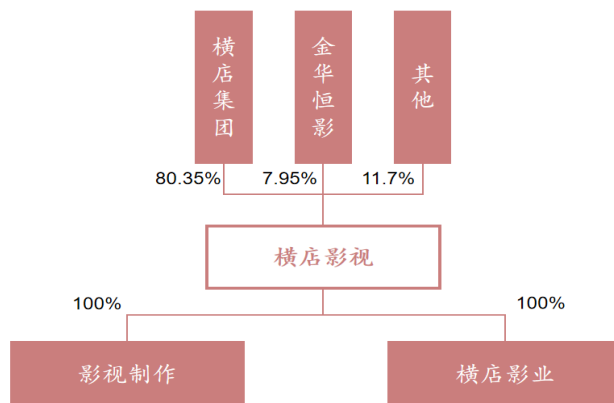 横店集团
金华恒影
其他
80.35%
7.95%
11.7%
横店影视
100%
100%
影视制作
横店影业